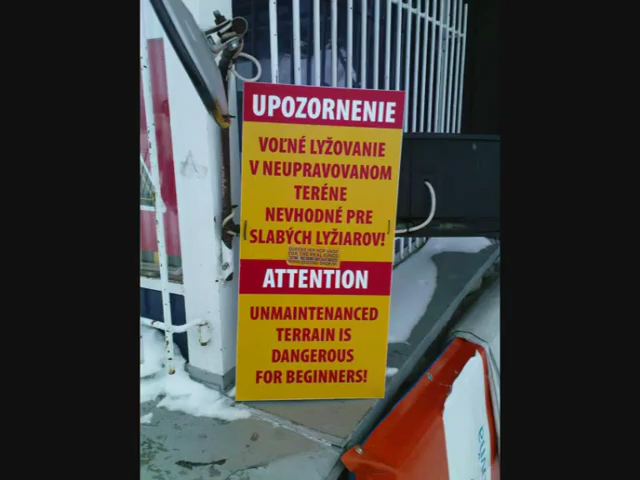 UPOZORNENIE
VOĽNÉ LYŽOVANIE
V NEUPRAVOVANOM
TERÉNE
NEVHODNÉ PRE
SLABÝCH LYŽIAROV!
ATTENTION
UNMAINTENANCED
TERRAIN IS
DANGEROUS
FOR BEGINNERS!